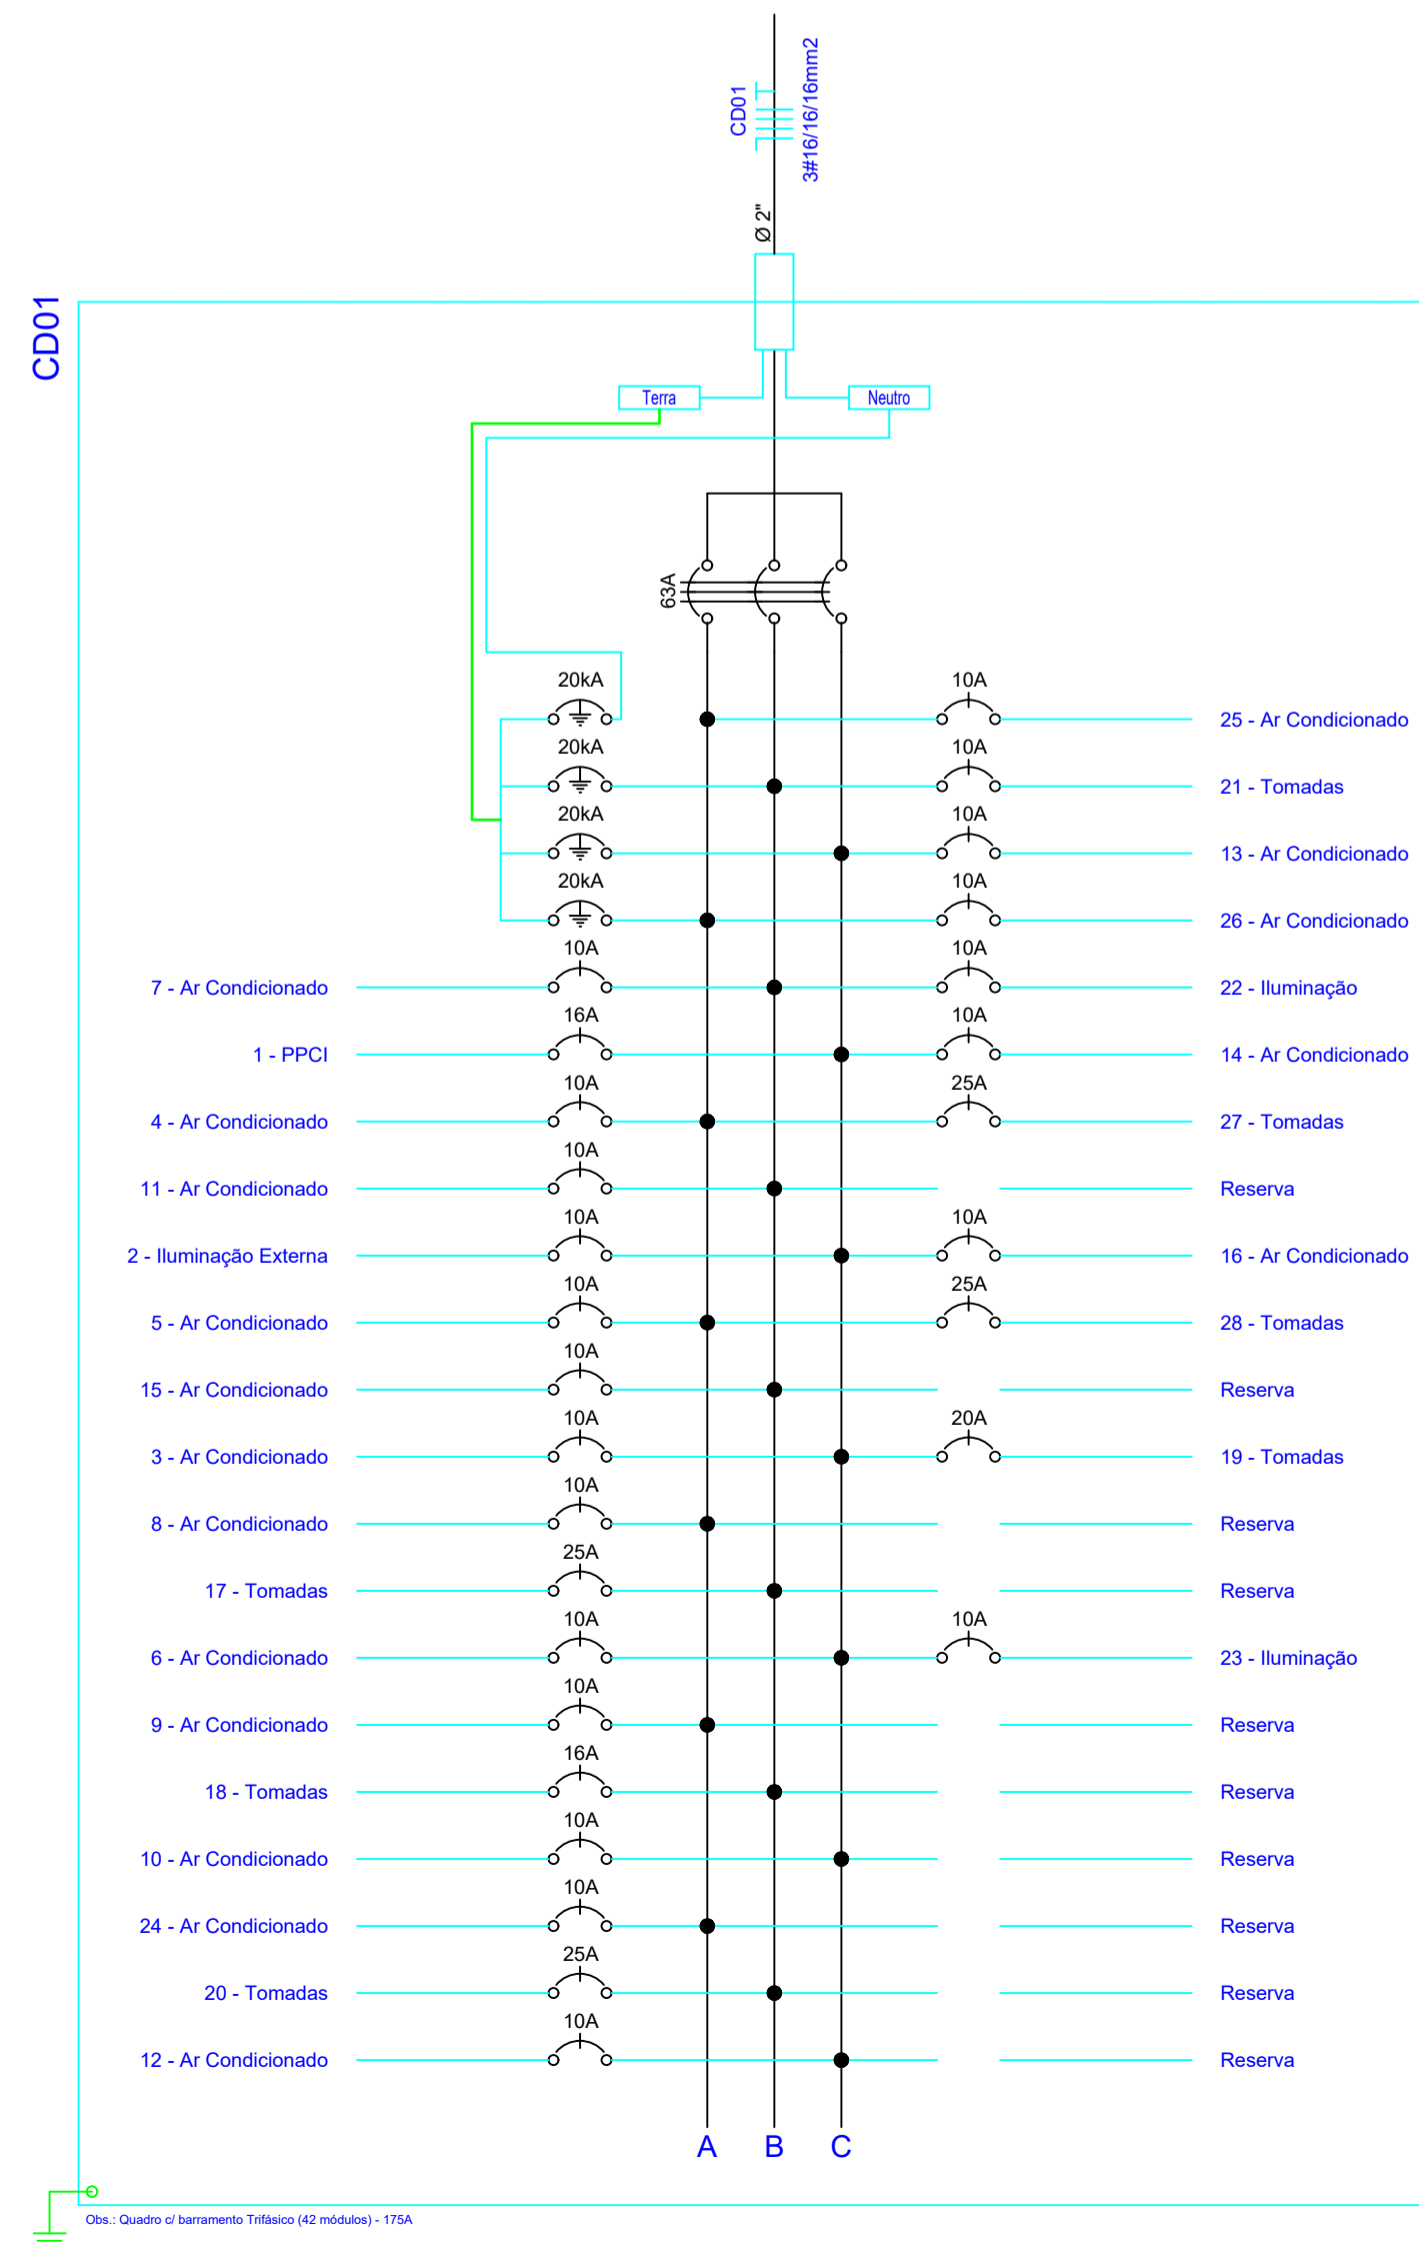 CD01
3#16/16/16mm2
Ø 2"
CD01
Terra
Neutro
63A
20kA
10A
25 - Ar Condicionado
20kA
10A
21 - Tomadas
20kA
10A
13 - Ar Condicionado
20kA
10A
26 - Ar Condicionado
7 - Ar Condicionado
10A
10A
22 - Iluminação
1 - PPCI
16A
10A
14 - Ar Condicionado
4 - Ar Condicionado
10A
25A
27 - Tomadas
11 - Ar Condicionado
10A
Reserva
2 - Iluminação Externa
10A
10A
16 - Ar Condicionado
5 - Ar Condicionado
10A
25A
28 - Tomadas
15 - Ar Condicionado
10A
Reserva
3 - Ar Condicionado
10A
20A
19 - Tomadas
8 - Ar Condicionado
10A
Reserva
17 - Tomadas
25A
Reserva
6 - Ar Condicionado
10A
10A
23 - Iluminação
9 - Ar Condicionado
10A
Reserva
18 - Tomadas
16A
Reserva
10 - Ar Condicionado
10A
Reserva
24 - Ar Condicionado
10A
Reserva
20 - Tomadas
25A
Reserva
12 - Ar Condicionado
10A
Reserva
A
B
C
Obs.: Quadro c/ barramento Trifásico (42 módulos) - 175A